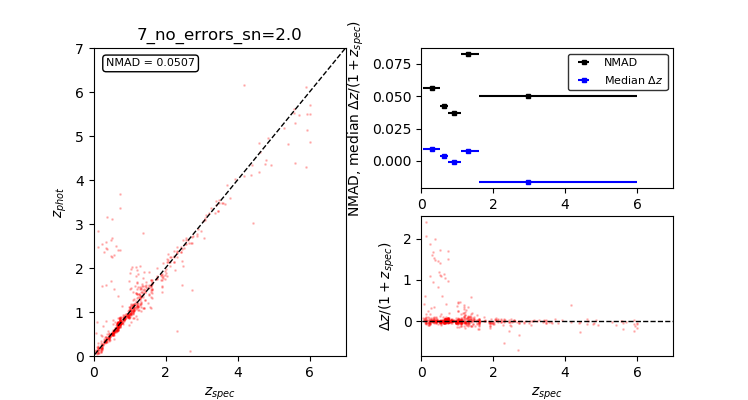 7_no_errors_sn=2.0
NMAD = 0.0507
7
6
5
4
3
2
1
0
0 2 4 6
z_phot
z_spec
NMAD, median Δz/(1 + z_spec)
0.075
0.050
0.025
0.000
NMAD
Median Δz
0 2 4 6
Δz/(1 + z_spec)
2
1
0
0 2 4 6
z_spec